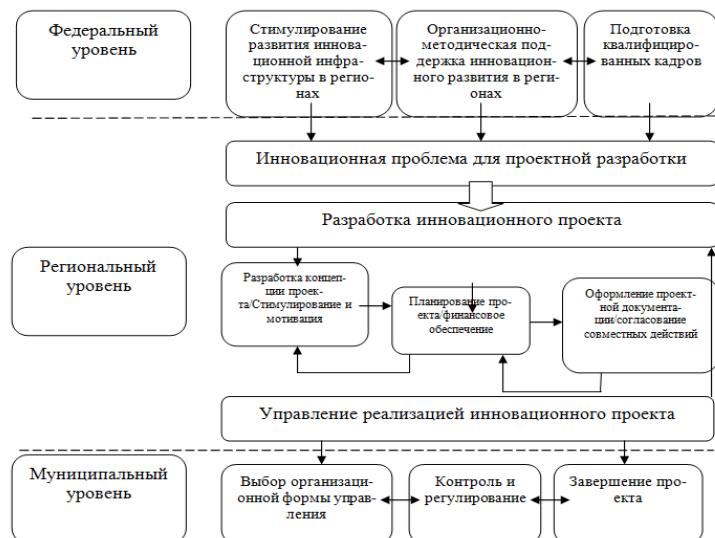 Федеральный
уровень
Стимулирование
развития иннова-
ционной инфра-
структуры в регио-
нах
Организационно-
методическая под-
держка инновацион-
ного развития в ре-
гионах
Подготовка
квалифициро-
ванных кадров
Инновационная проблема для проектной разработки
Разработка инновационного проекта
Региональный
уровень
Разработка концеп-
ции проек-
та/Стимулирование и
мотивация
Планирование про-
екта/финансовое
обеспечение
Оформление проект-
ной документа-
ции/согласование
совместных действий
Управление реализацией инновационного проекта
Муниципальный
уровень
Выбор организаци-
онной формы управ-
ления
Контроль и
регулирование
Завершение про-
екта